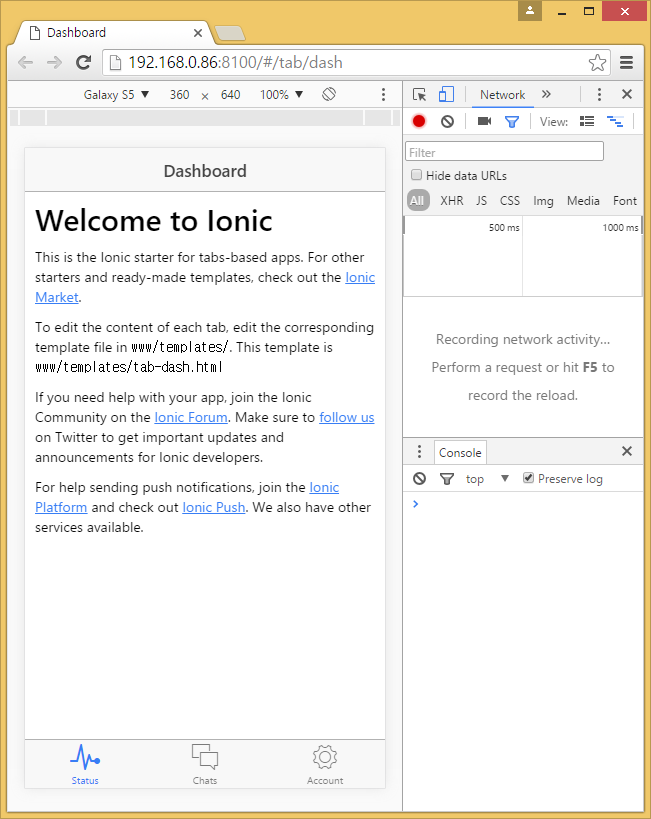 Dashboard
192.168.0.86:8100/#/tab/dash
Galaxy S5 ▼ 360 × 640 100% ▼
Network
View:
Filter
Hide data URLs
All XHR JS CSS Img Media Font
500 ms 1000 ms
Recording network activity...
Perform a request or hit F5 to
record the reload.
Console
top ▼ Preserve log
Dashboard
Welcome to Ionic
This is the Ionic starter for tabs-based apps. For other
starters and ready-made templates, check out the Ionic
Market.
To edit the content of each tab, edit the corresponding
template file in www/templates/. This template is
www/templates/tab-dash.html
If you need help with your app, join the Ionic
Community on the Ionic Forum. Make sure to follow us
on Twitter to get important updates and
announcements for Ionic developers.
For help sending push notifications, join the Ionic
Platform and check out Ionic Push. We also have other
services available.
Status Chats Account